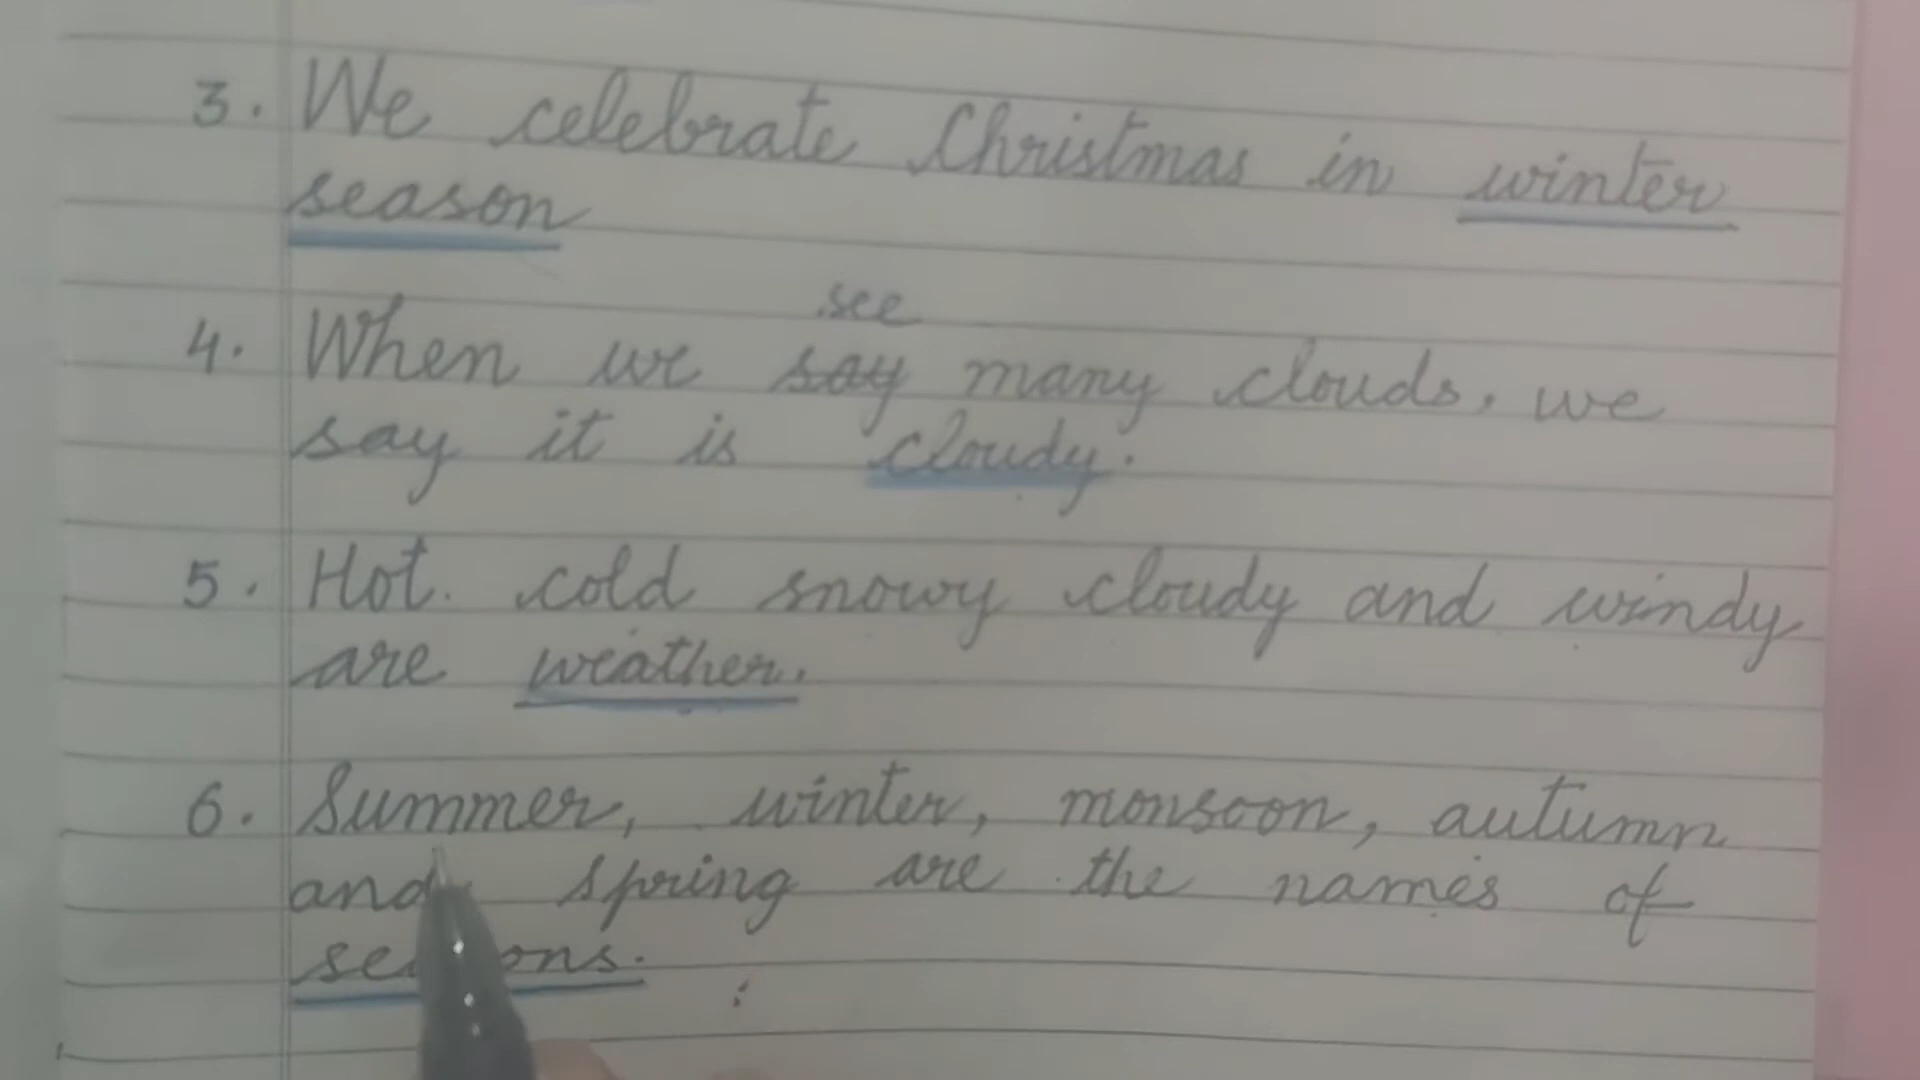 3. We celebrate Christmas in winter
season
see
4. When we say many clouds, we
say it is cloudy.
5. Hot. cold snowy cloudy and windy
are weather.
6. Summer, winter, monsoon, autumn
and spring are the names of
seasons.